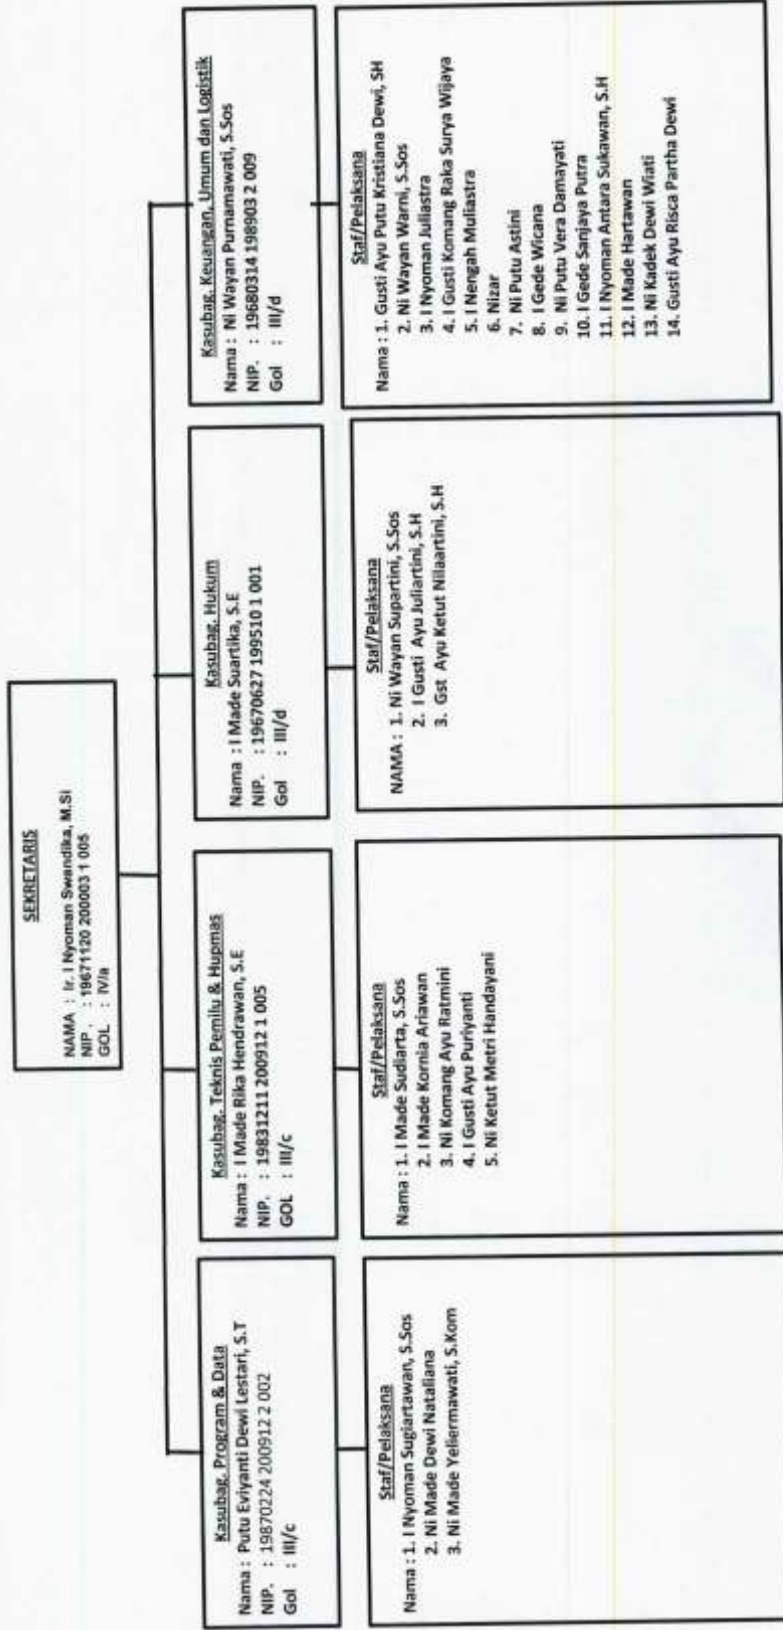 SEKRETARIS
NAMA : Ir. I Nyoman Swandika, M.Si
NIP. : 19671120 200003 1 005
GOL : IV/a
Kasubag. Program & Data
Nama : Putu Eviyanti Dewi Lestari, S.T
NIP. : 19870224 200912 2 002
Gol : III/c
Staf/Pelaksana
Nama : 1. I Nyoman Sugiartawan, S.Sos
2. Ni Made Dewi Nataliana
3. Ni Made Yeliermawati, S.Kom
Kasubag. Teknis Pemilu & Hupmas
Nama : I Made Rika Hendrawan, S.E
NIP. : 19831211 200912 1 005
GOL : III/c
Staf/Pelaksana
Nama : 1. I Made Sudiarta, S.Sos
2. I Made Kornia Ariawan
3. Ni Komang Ayu Ratmini
4. I Gusti Ayu Puriyanti
5. Ni Ketut Metri Handayani
Kasubag. Hukum
Nama : I Made Suartika, S.E
NIP. : 19670627 199510 1 001
Gol : III/d
Staf/Pelaksana
NAMA : 1. Ni Wayan Supartini, S.Sos
2. I Gusti Ayu Juliartini, S.H
3. Gst Ayu Ketut Nilaartini, S.H
Kasubag. Keuangan, Umum dan Logistik
Nama : Ni Wayan Purnamawati, S.Sos
NIP. : 19680314 198903 2 009
Gol : III/d
Staf/Pelaksana
Nama : 1. Gusti Ayu Putu Kristiana Dewi, SH
2. Ni Wayan Warni, S.Sos
3. I Nyoman Juliastra
4. I Gusti Komang Raka Surya Wijaya
5. I Nengah Muliastra
6. Nizar
7. Ni Putu Astini
8. I Gede Wicana
9. Ni Putu Vera Damayati
10. I Gede Sanjaya Putra
11. I Nyoman Antara Sukawan, S.H
12. I Made Hartawan
13. Ni Kadek Dewi Wiati
14. Gusti Ayu Risca Partha Dewi